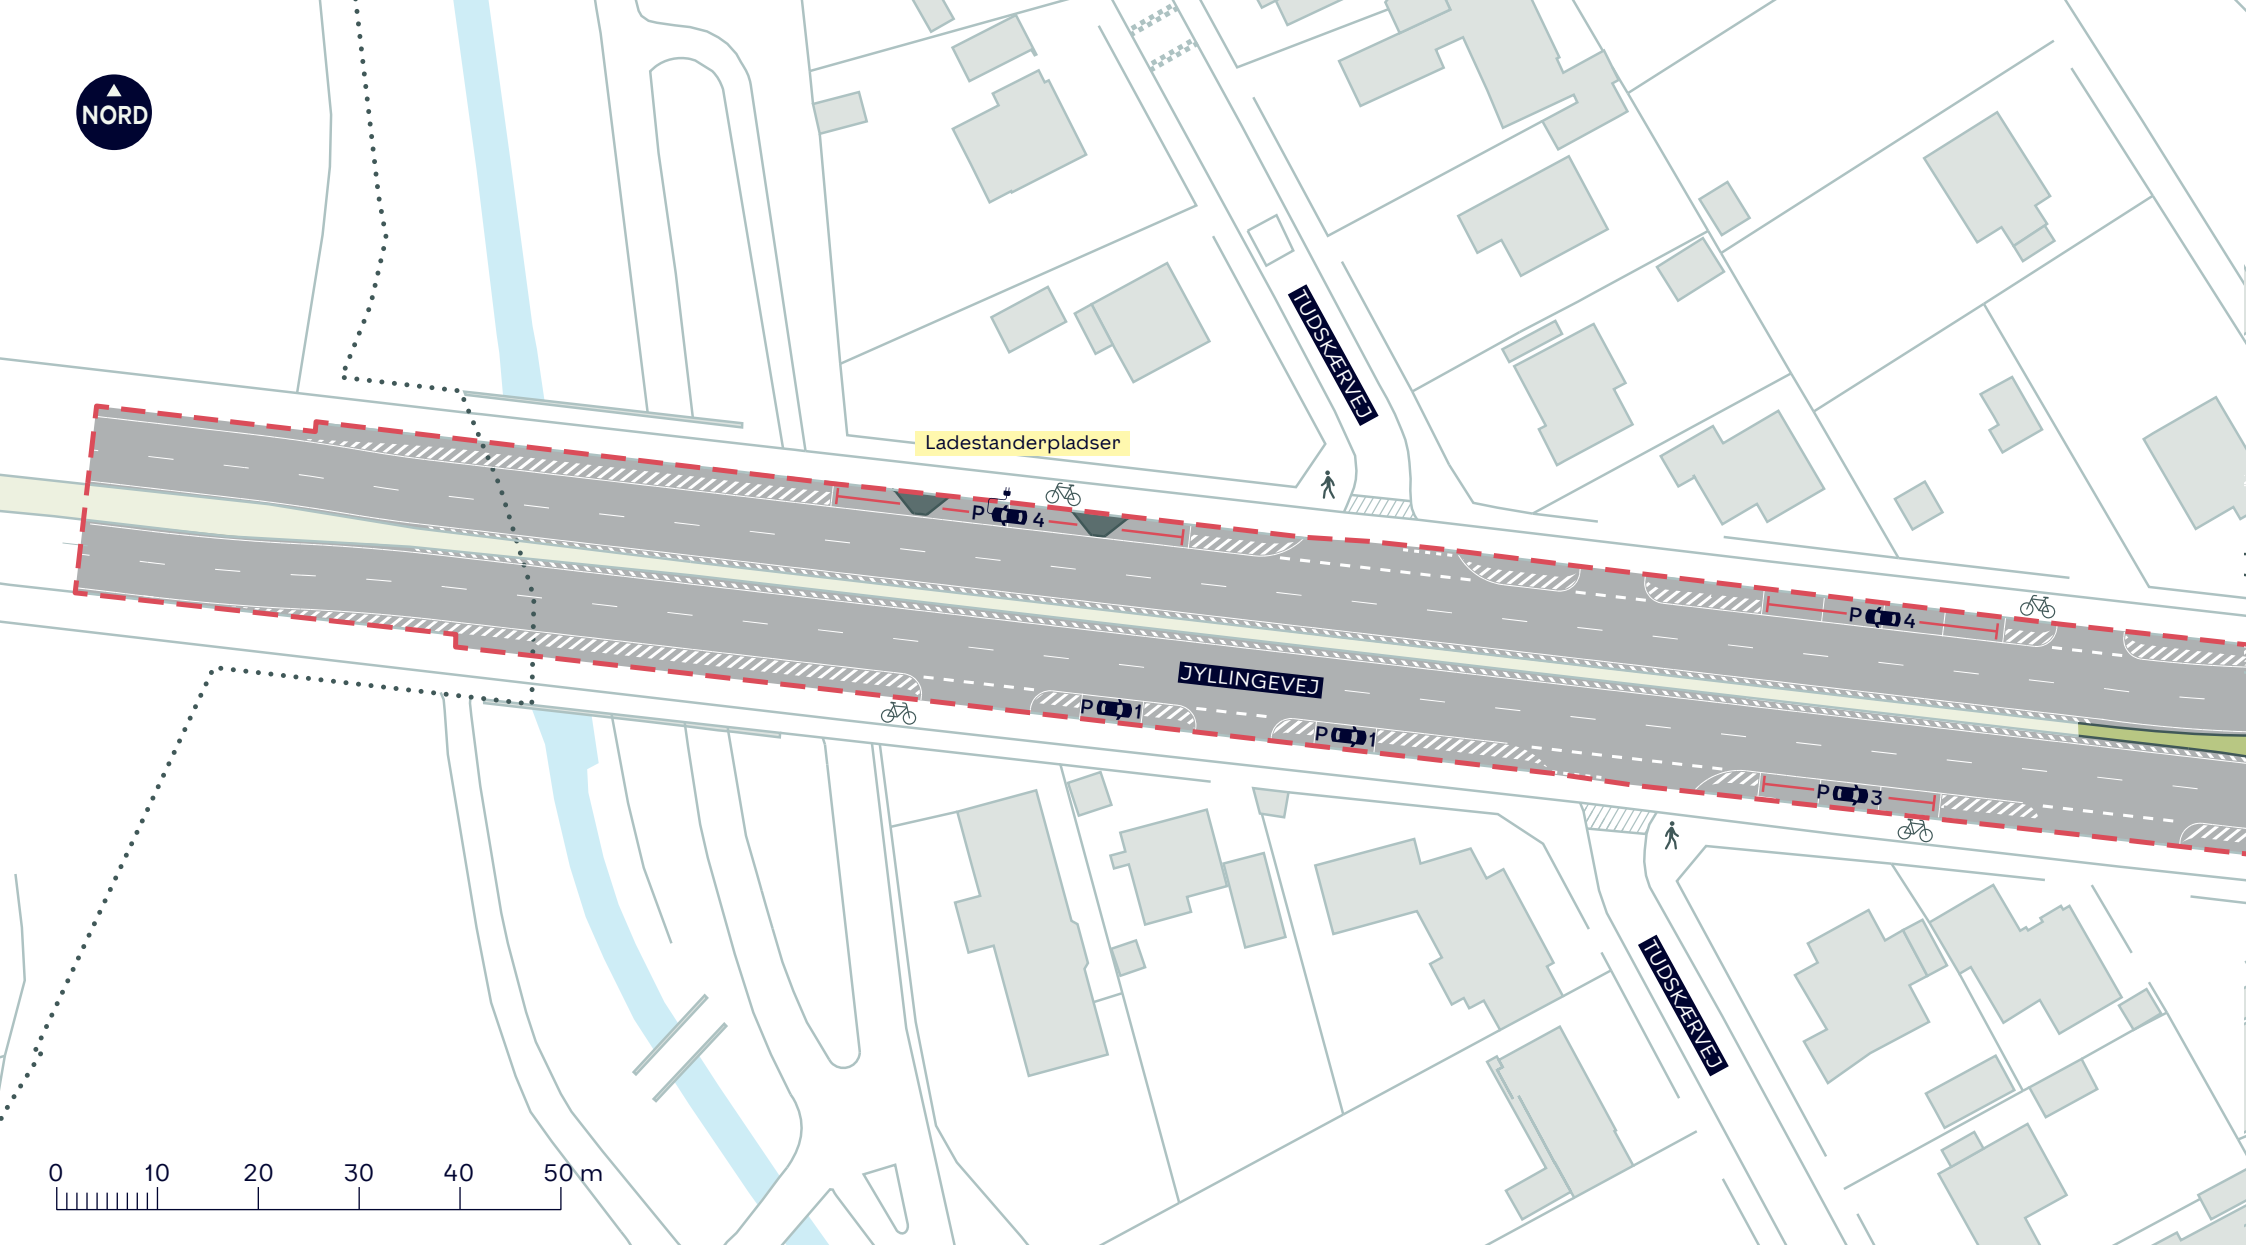 NORD
TUDSKÆRVEJ
Ladestanderpladser
P 4
P 4
JYLLINGEVEJ
P 1
P 1
P 3
TUDSKÆRVEJ
0 10 20 30 40 50 m